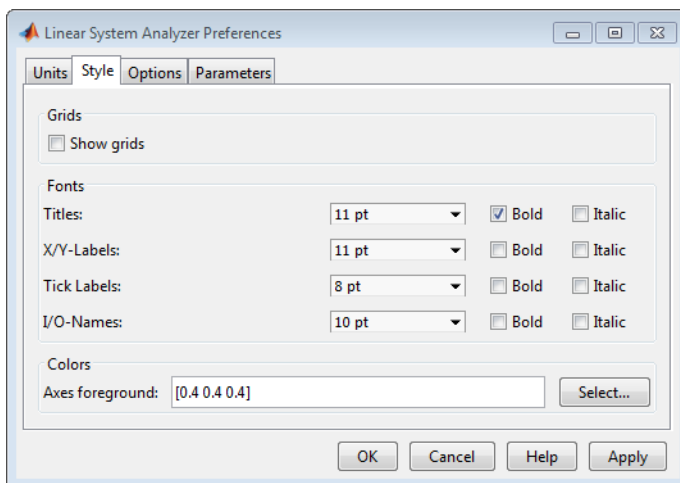 Linear System Analyzer Preferences
Units Style Options Parameters
Grids
Show grids
Fonts
Titles: 11 pt Bold Italic
X/Y-Labels: 11 pt Bold Italic
Tick Labels: 8 pt Bold Italic
I/O-Names: 10 pt Bold Italic
Colors
Axes foreground: [0.4 0.4 0.4] Select...
OK Cancel Help Apply